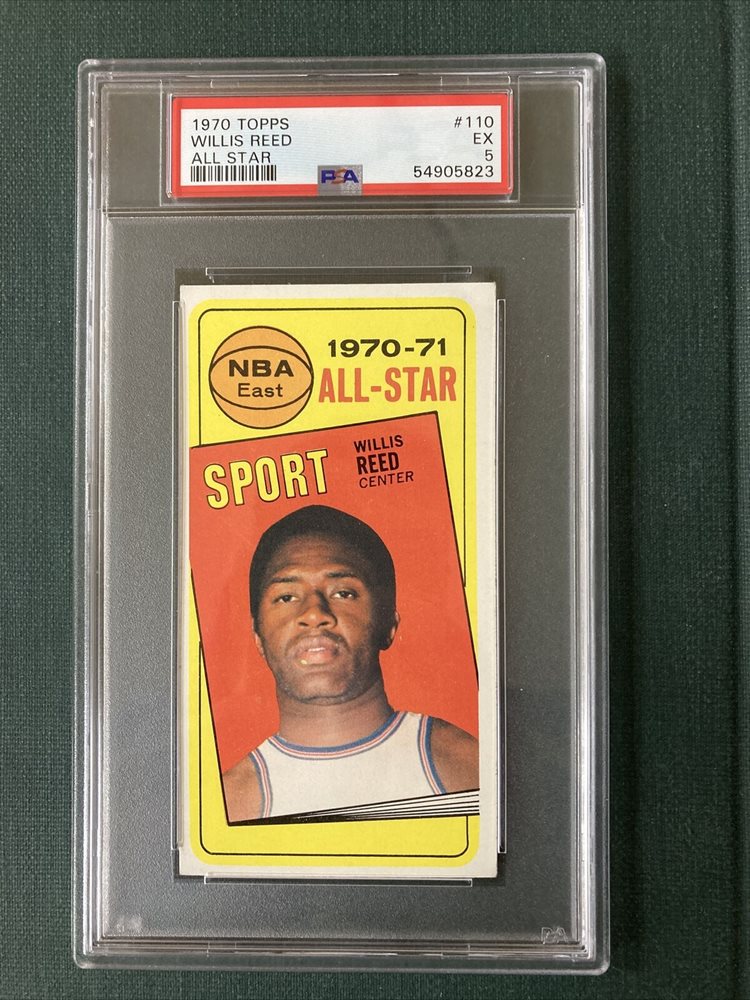 1970 TOPPS #110
WILLIS REED EX
ALL STAR 5
PSA 54905823
NBA
East
1970-71
ALL-STAR
SPORT
WILLIS
REED
CENTER